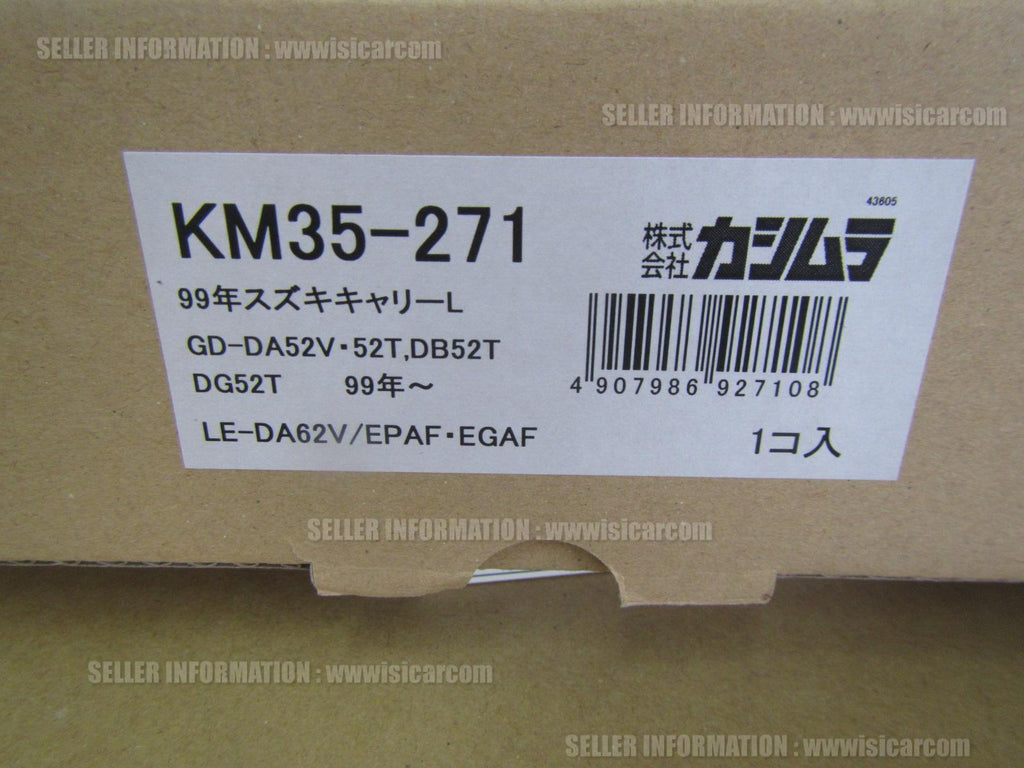 SELLER INFORMATION : wwwisicarcom
SELLER INFORMATION : wwwisicarcom
43605
KM35-271
株式会社 カシムラ
99年スズキキャリーL
GD-DA52V・52T,DB52T
DG52T 99年～
4 907986 927108
LE-DA62V/EPAF・EGAF
1コ入
SELLER INFORMATION : wwwisicarcom
SELLER INFORMATION : wwwisicarcom
SELLER INFORMATION : wwwisicarcom